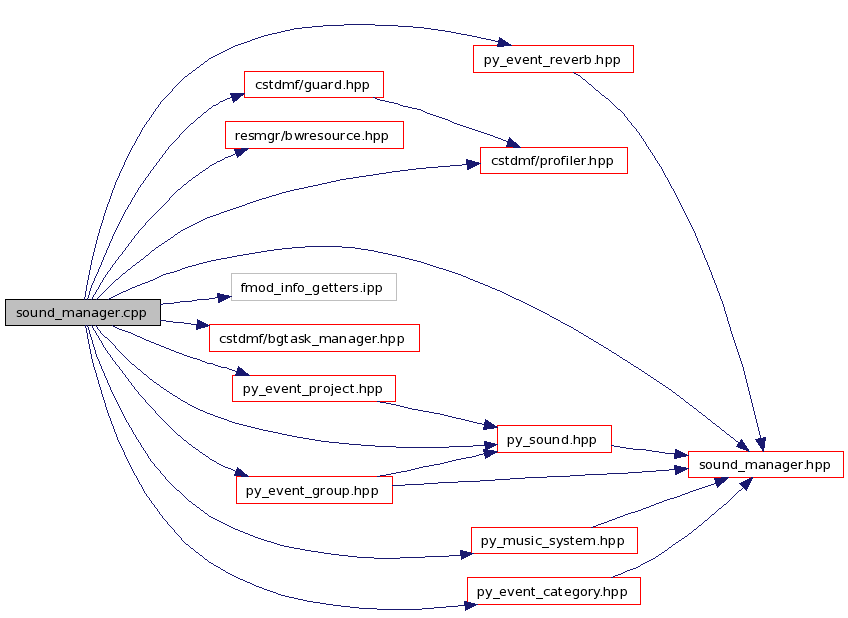 py_event_reverb.hpp
cstdmf/guard.hpp
resmgr/bwresource.hpp
cstdmf/profiler.hpp
fmod_info_getters.ipp
sound_manager.cpp
cstdmf/bgtask_manager.hpp
py_event_project.hpp
py_sound.hpp
sound_manager.hpp
py_event_group.hpp
py_music_system.hpp
py_event_category.hpp